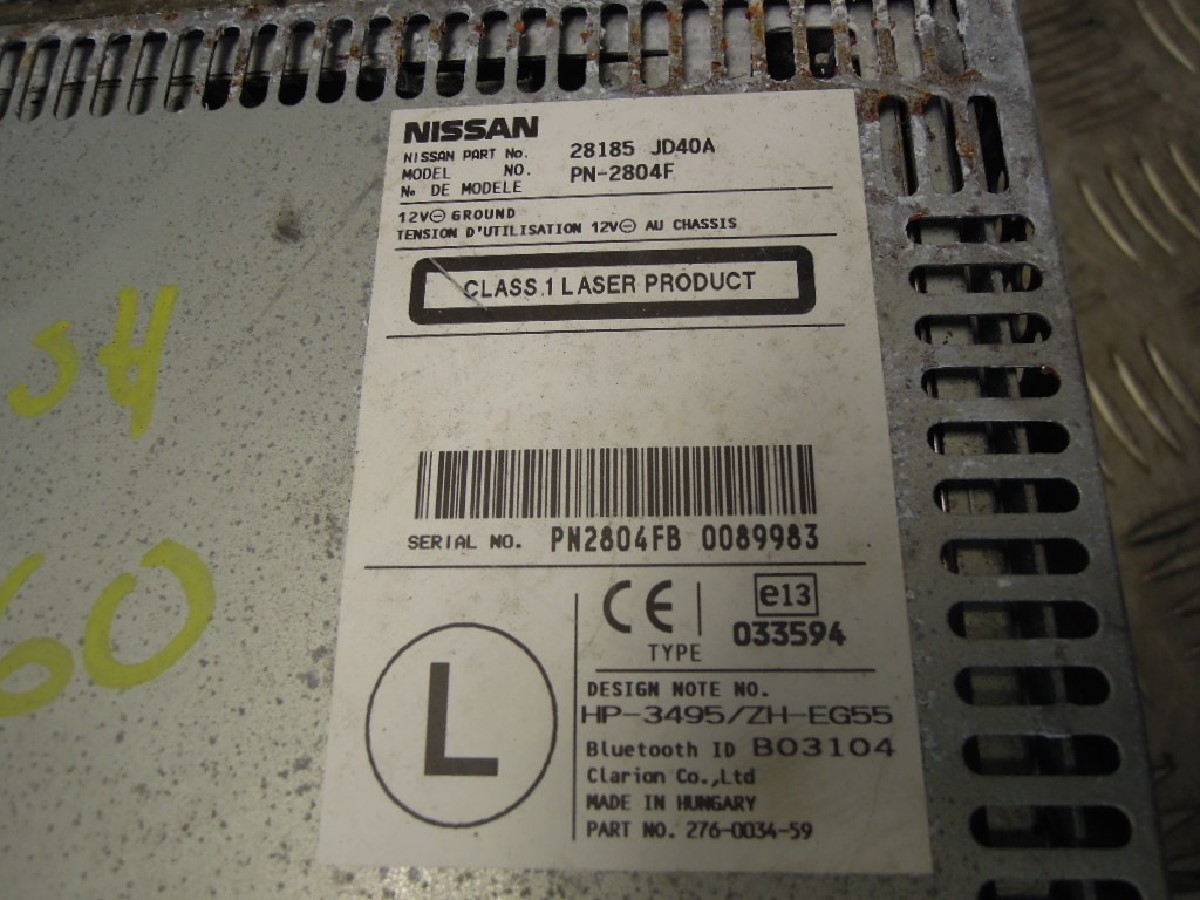 NISSAN
NISSAN PART No. 28185 JD40A
MODEL NO. PN-2804F
No DE MODELE
12V⊖ GROUND
TENSION D'UTILISATION 12V⊖ AU CHASSIS
CLASS 1 LASER PRODUCT
SERIAL NO. PN2804FB 0089983
CE
e13
TYPE 033594
L
DESIGN NOTE NO.
HP-3495/ZH-EG55
Bluetooth ID B03104
Clarion Co.,Ltd
MADE IN HUNGARY
PART NO. 276-0034-59
60